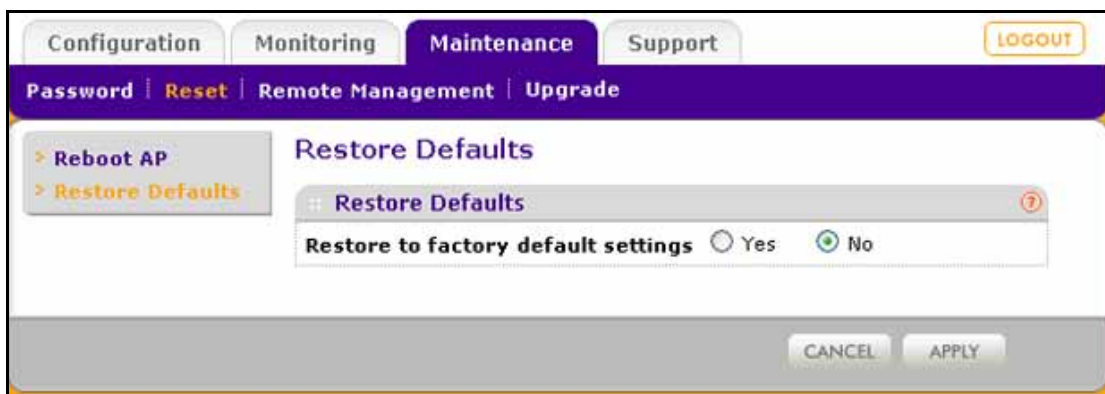 Configuration Monitoring Maintenance Support LOGOUT
Password Reset Remote Management Upgrade
> Reboot AP
> Restore Defaults
Restore Defaults
Restore Defaults ?
Restore to factory default settings Yes No
CANCEL APPLY